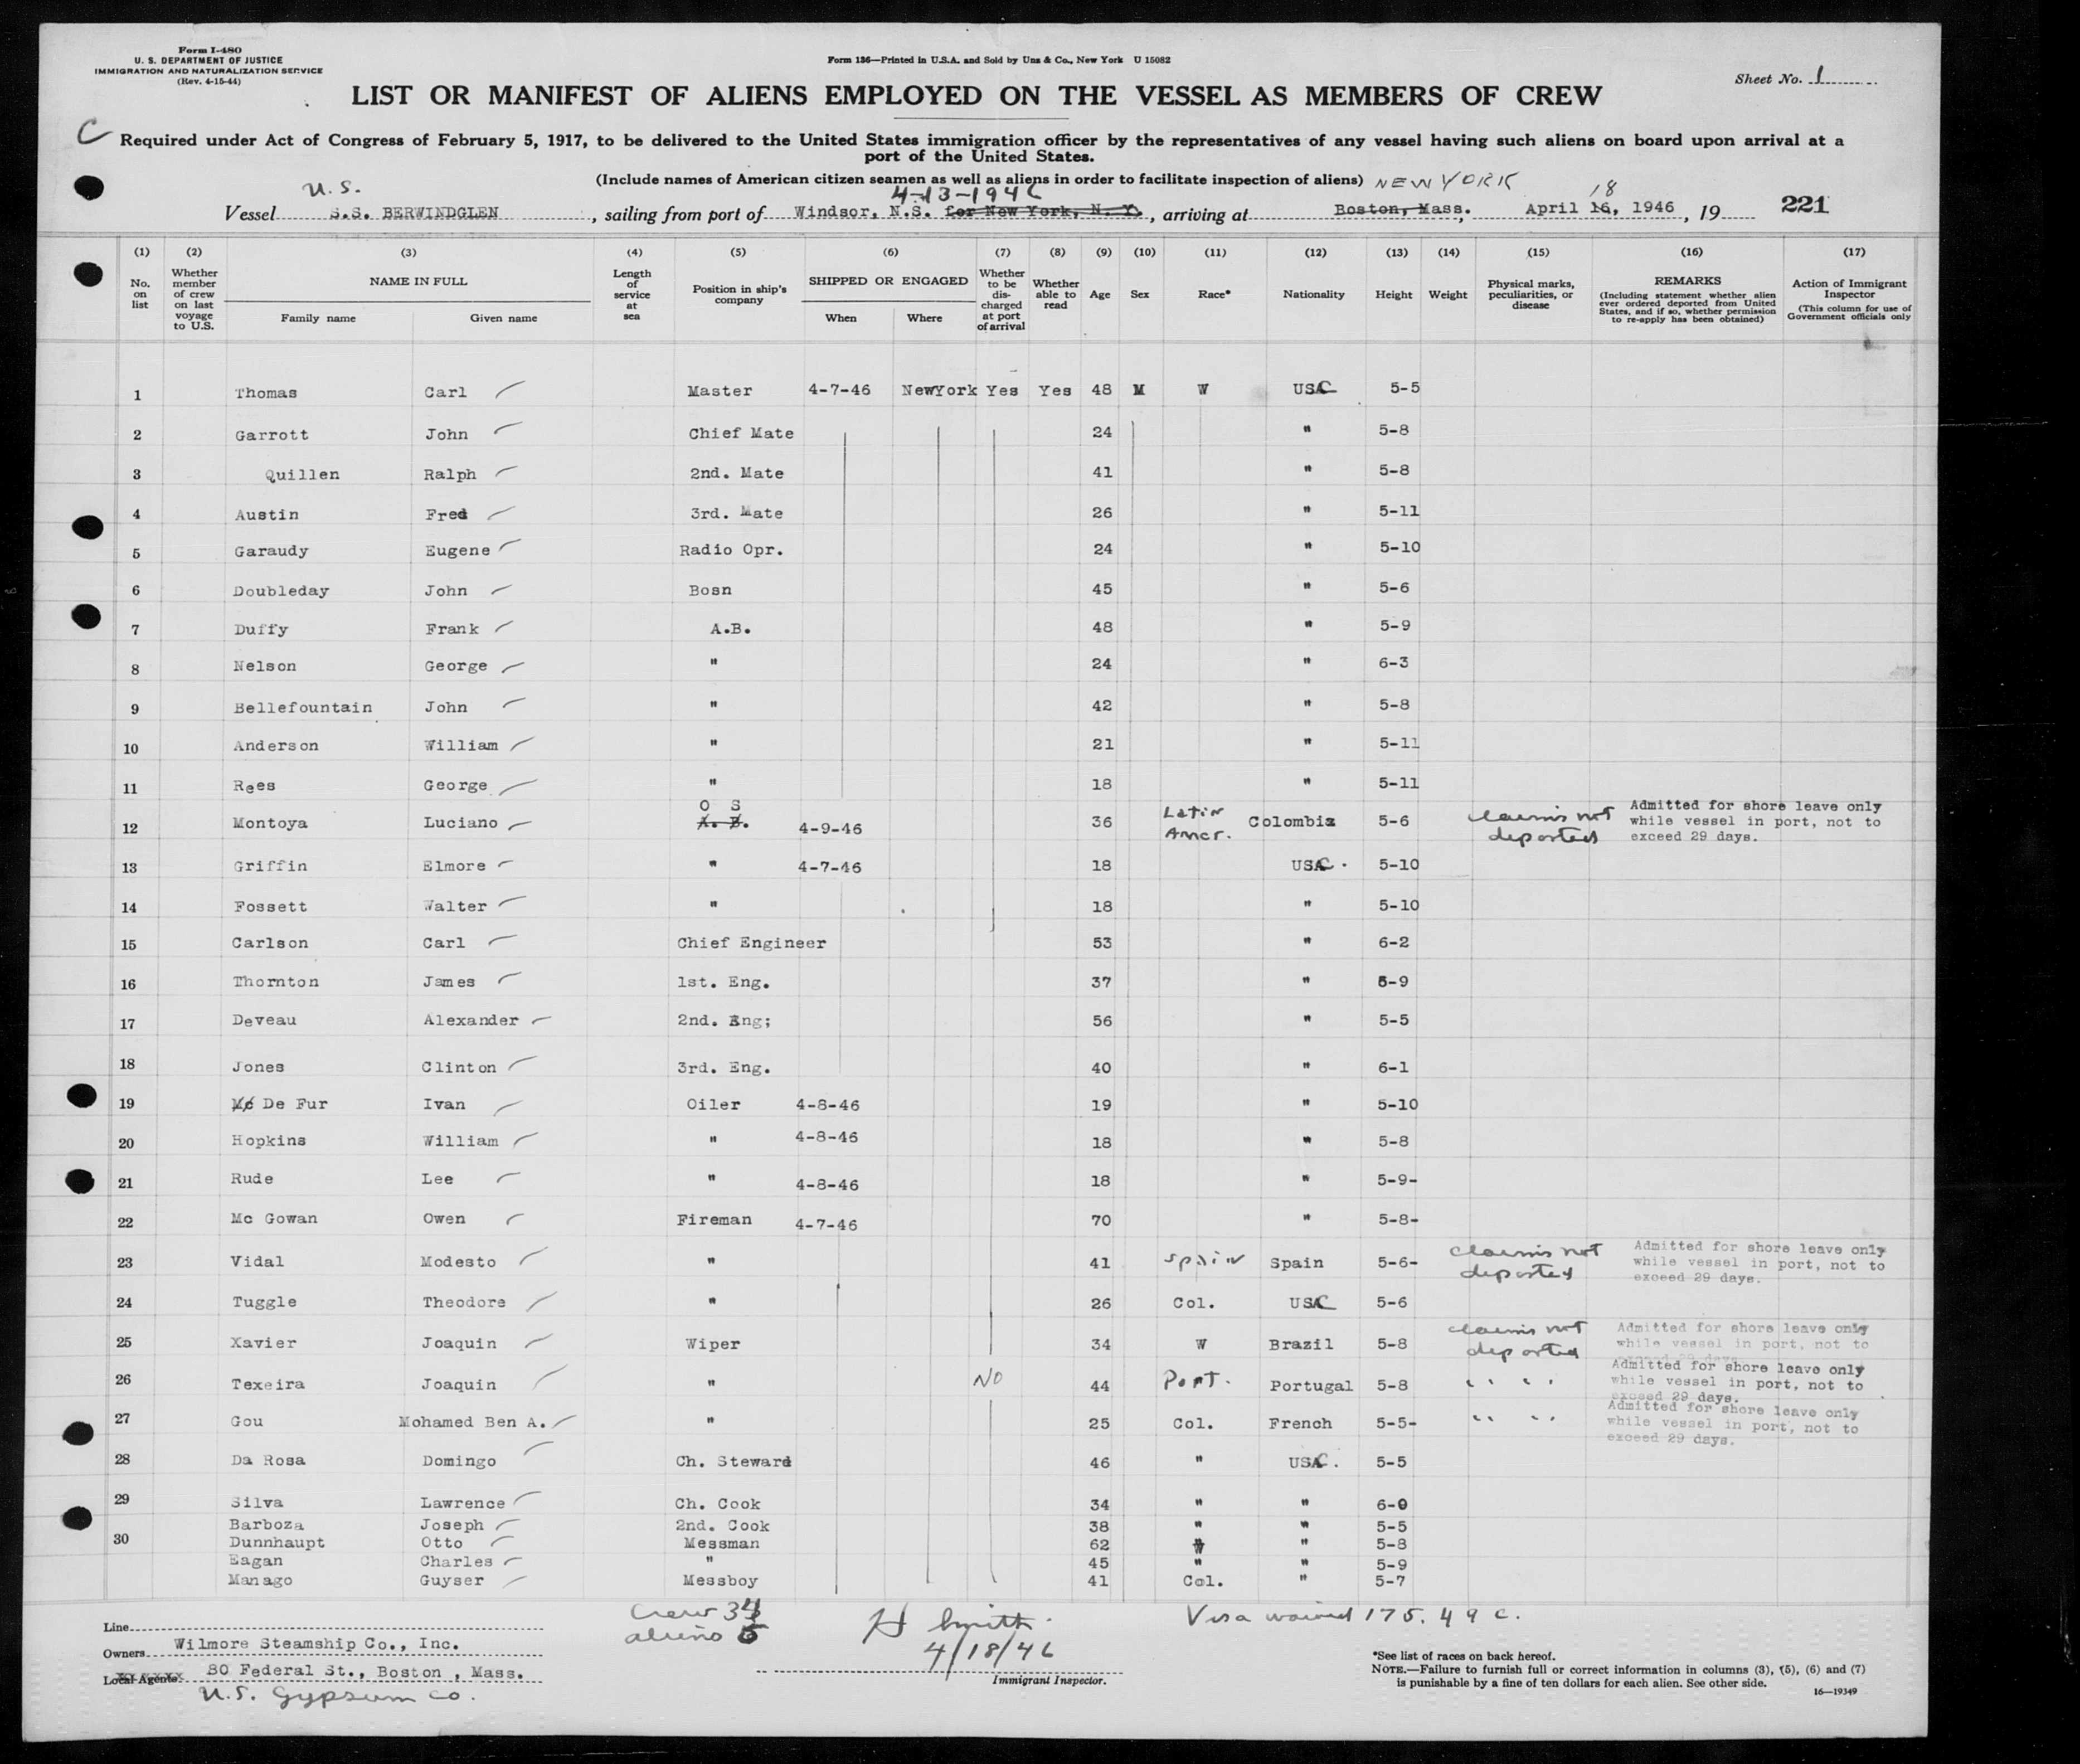 Form I-480
U. S. DEPARTMENT OF JUSTICE
IMMIGRATION AND NATURALIZATION SERVICE
(Rev. 4-15-44)
Form 136—Printed in U.S.A. and Sold by Unz & Co., New York U 15082
Sheet No. 1
LIST OR MANIFEST OF ALIENS EMPLOYED ON THE VESSEL AS MEMBERS OF CREW
C
Required under Act of Congress of February 5, 1917, to be delivered to the United States immigration officer by the representatives of any vessel having such aliens on board upon arrival at a
port of the United States.
(Include names of American citizen seamen as well as aliens in order to facilitate inspection of aliens) NEW YORK
U.S. 4-13-1946 18
Vessel S.S. BERWINDGLEN, sailing from port of Windsor, N.S. for New York, N. Y., arriving at Boston, Mass., April 16, 1946, 19 221
(1) (2) (3) (4) (5) (6) (7) (8) (9) (10) (11) (12) (13) (14) (15) (16) (17)
No. on list
Whether member of crew on last voyage to U.S.
NAME IN FULL
Family name Given name
Length of service at sea
Position in ship's company
SHIPPED OR ENGAGED
When Where
Whether to be discharged at port of arrival
Whether able to read
Age Sex Race* Nationality Height Weight
Physical marks, peculiarities, or disease
REMARKS
(Including statement whether alien ever ordered deported from United States, and if so, whether permission to re-apply has been obtained)
Action of Immigrant Inspector
(This column for use of Government officials only
1 Thomas Carl Master 4-7-46 NewYork Yes Yes 48 M W USC 5-5
2 Garrott John Chief Mate 24 " 5-8
3 Quillen Ralph 2nd. Mate 41 " 5-8
4 Austin Fred 3rd. Mate 26 " 5-11
5 Garaudy Eugene Radio Opr. 24 " 5-10
6 Doubleday John Bosn 45 " 5-6
7 Duffy Frank A.B. 48 " 5-9
8 Nelson George " 24 " 6-3
9 Bellefountain John " 42 " 5-8
10 Anderson William " 21 " 5-11
11 Rees George " 18 " 5-11
12 Montoya Luciano O S A. B. 4-9-46 36 Latin Amer. Colombia 5-6 claims not deported Admitted for shore leave only while vessel in port, not to exceed 29 days.
13 Griffin Elmore " 4-7-46 18 USC. 5-10
14 Fossett Walter " 18 " 5-10
15 Carlson Carl Chief Engineer 53 " 6-2
16 Thornton James 1st. Eng. 37 " 5-9
17 Deveau Alexander 2nd. Eng; 56 " 5-5
18 Jones Clinton 3rd. Eng. 40 " 6-1
19 Mc De Fur Ivan Oiler 4-8-46 19 " 5-10
20 Hopkins William " 4-8-46 18 " 5-8
21 Rude Lee " 4-8-46 18 " 5-9-
22 Mc Gowan Owen Fireman 4-7-46 70 " 5-8-
23 Vidal Modesto " 41 Spain Spain 5-6- claims not deported Admitted for shore leave only while vessel in port, not to exceed 29 days.
24 Tuggle Theodore " 26 Col. USC 5-6
25 Xavier Joaquin Wiper 34 W Brazil 5-8 claims not deported Admitted for shore leave only while vessel in port, not to exceed 29 days
26 Texeira Joaquin " NO 44 Port. Portugal 5-8 " " Admitted for shore leave only while vessel in port, not to exceed 29 days.
27 Gou Mohamed Ben A. " 25 Col. French 5-5- " " Admitted for shore leave only while vessel in port, not to exceed 29 days.
28 Da Rosa Domingo Ch. Steward 46 " USC. 5-5
29 Silva Lawrence Ch. Cook 34 " " 6-0
Barboza Joseph 2nd. Cook 38 " " 5-5
30 Dunnhaupt Otto Messman 62 W " 5-8
Eagan Charles " 45 " 5-9
Manago Guyser Messboy 41 Col. " 5-7
Crew 34
aliens 5
H Smith
4/18/46
Immigrant Inspector.
Visa waived 175.49 c.
Line
Owners Wilmore Steamship Co., Inc.
Local Agents 80 Federal St., Boston, Mass.
U.S. Gypsum Co.
*See list of races on back hereof.
NOTE.—Failure to furnish full or correct information in columns (3), (5), (6) and (7)
is punishable by a fine of ten dollars for each alien. See other side.
16—19349